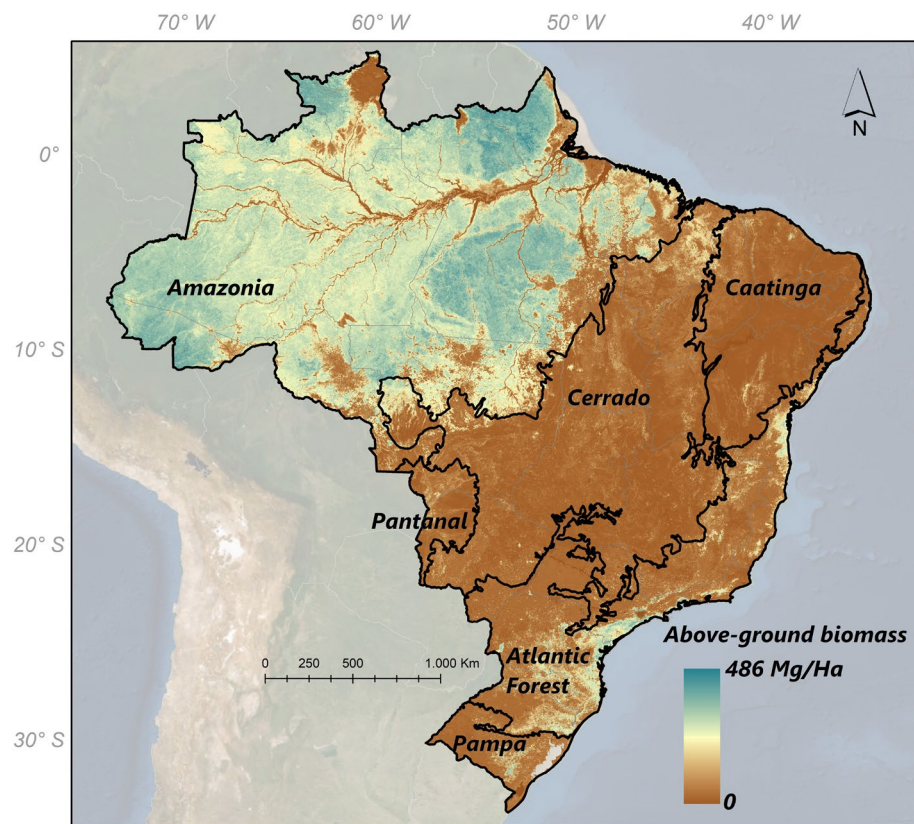 70° W 60° W 50° W 40° W
N
0°
Amazonia
Caatinga
10° S
Cerrado
Pantanal
20° S
Above-ground biomass
0 250 500 1.000 Km
Atlantic
Forest
486 Mg/Ha
30° S
Pampa
0